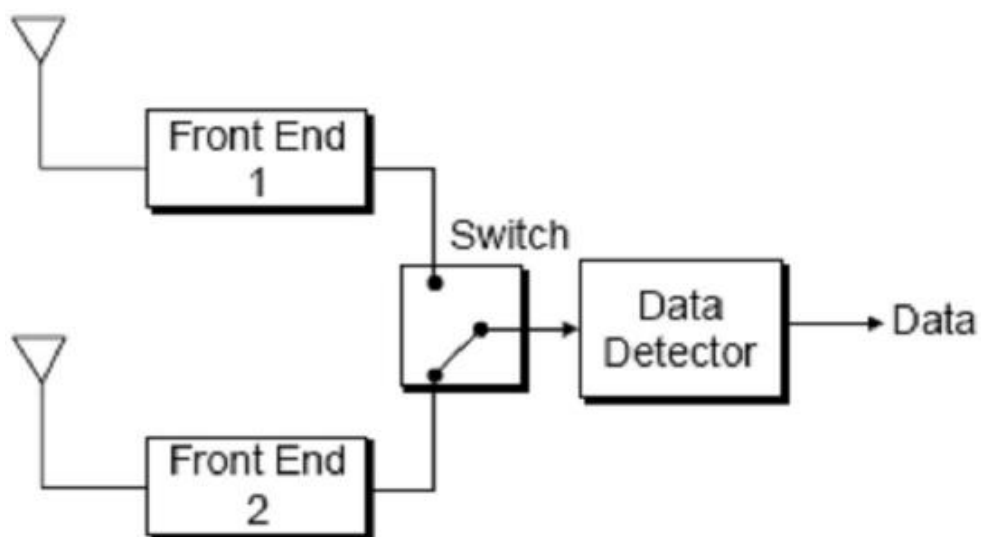 Front End
1
Switch
Data
Detector
Data
Front End
2